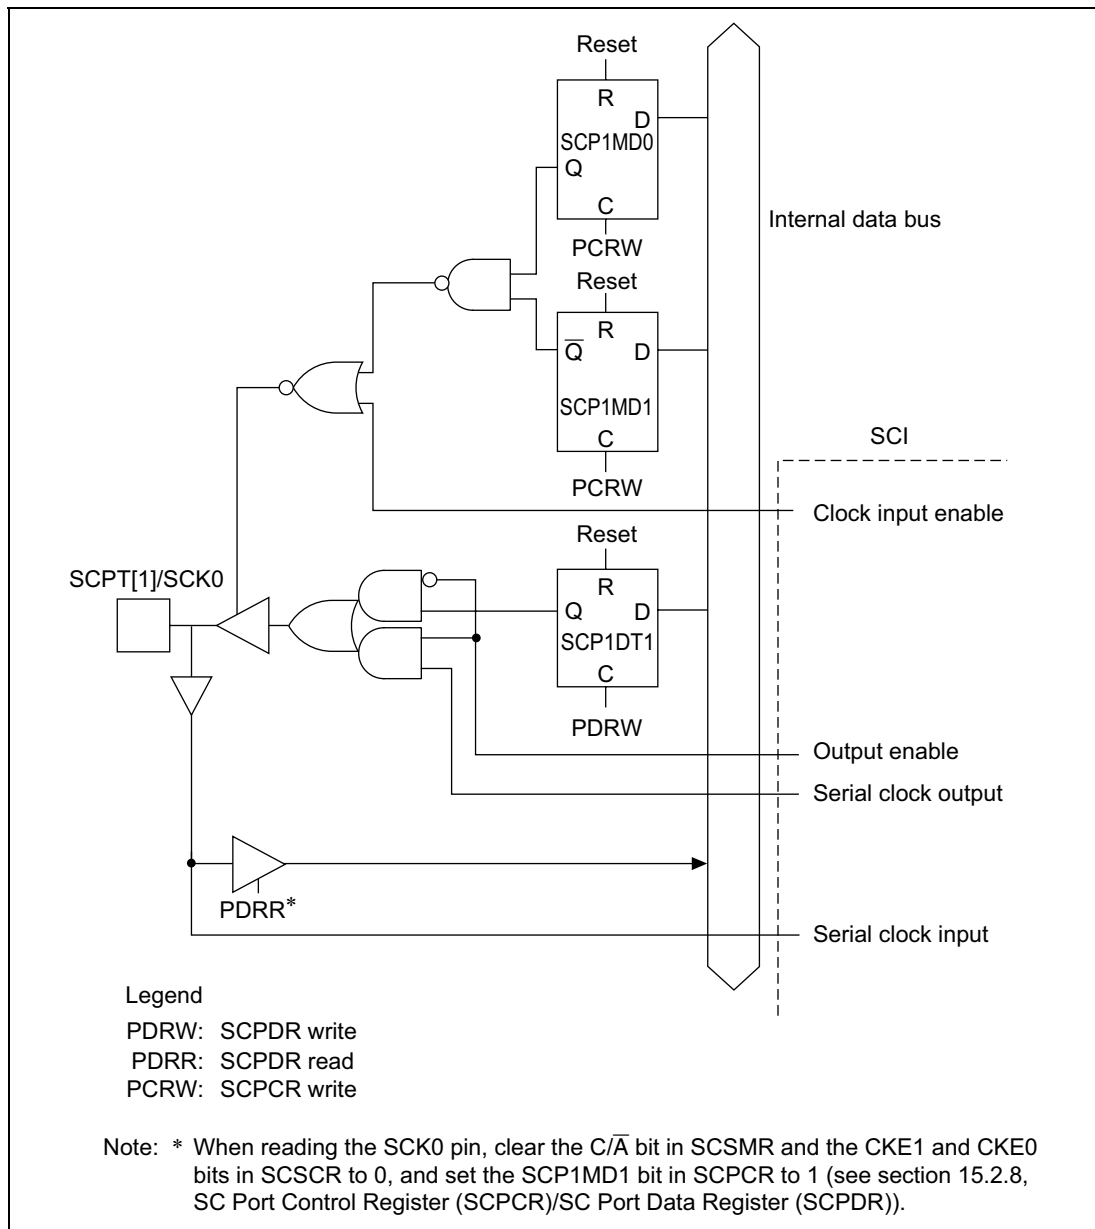 Reset
R
D
SCP1MD0
Q
C
PCRW
Internal data bus
Reset
R
Q̅ D
SCP1MD1
C
PCRW
SCI
Clock input enable
Reset
SCPT[1]/SCK0
R
Q D
SCP1DT1
C
PDRW
Output enable
Serial clock output
PDRR*
Serial clock input
Legend
PDRW: SCPDR write
PDRR: SCPDR read
PCRW: SCPCR write
Note: * When reading the SCK0 pin, clear the C/A̅ bit in SCSMR and the CKE1 and CKE0
bits in SCSCR to 0, and set the SCP1MD1 bit in SCPCR to 1 (see section 15.2.8,
SC Port Control Register (SCPCR)/SC Port Data Register (SCPDR)).